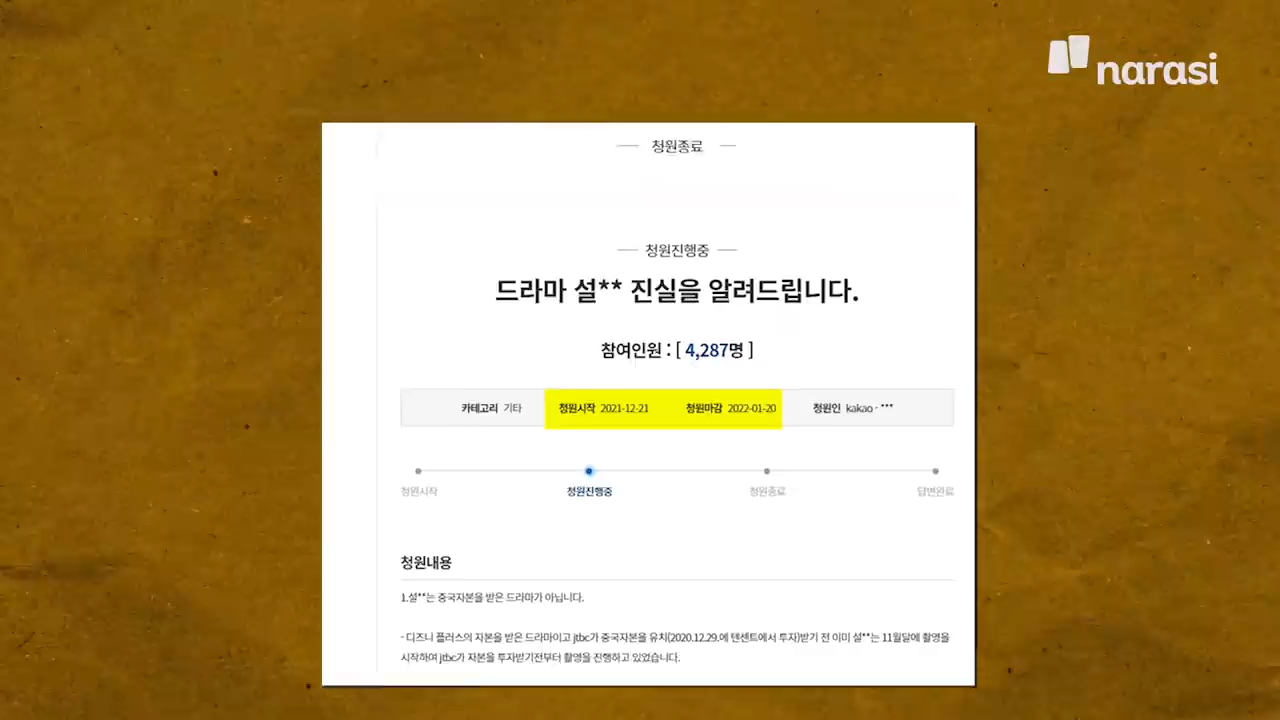 narasi
청원종료
청원진행중
드라마 설** 진실을 알려드립니다.
참여인원 : [ 4,287명 ]
카테고리 기타 청원시작 2021-12-21 청원마감 2022-01-20 청원인 kakao - ***
청원시작 청원진행중 청원종료 답변완료
청원내용
1.설**는 중국자본을 받은 드라마가 아닙니다.
- 디즈니 플러스의 자본을 받은 드라마이고 jtbc가 중국자본을 유치(2020.12.29.에 텐센트에서 투자)받기 전 이미 설**는 11월달에 촬영을
시작하여 jtbc가 자본을 투자받기전부터 촬영을 진행하고 있었습니다.